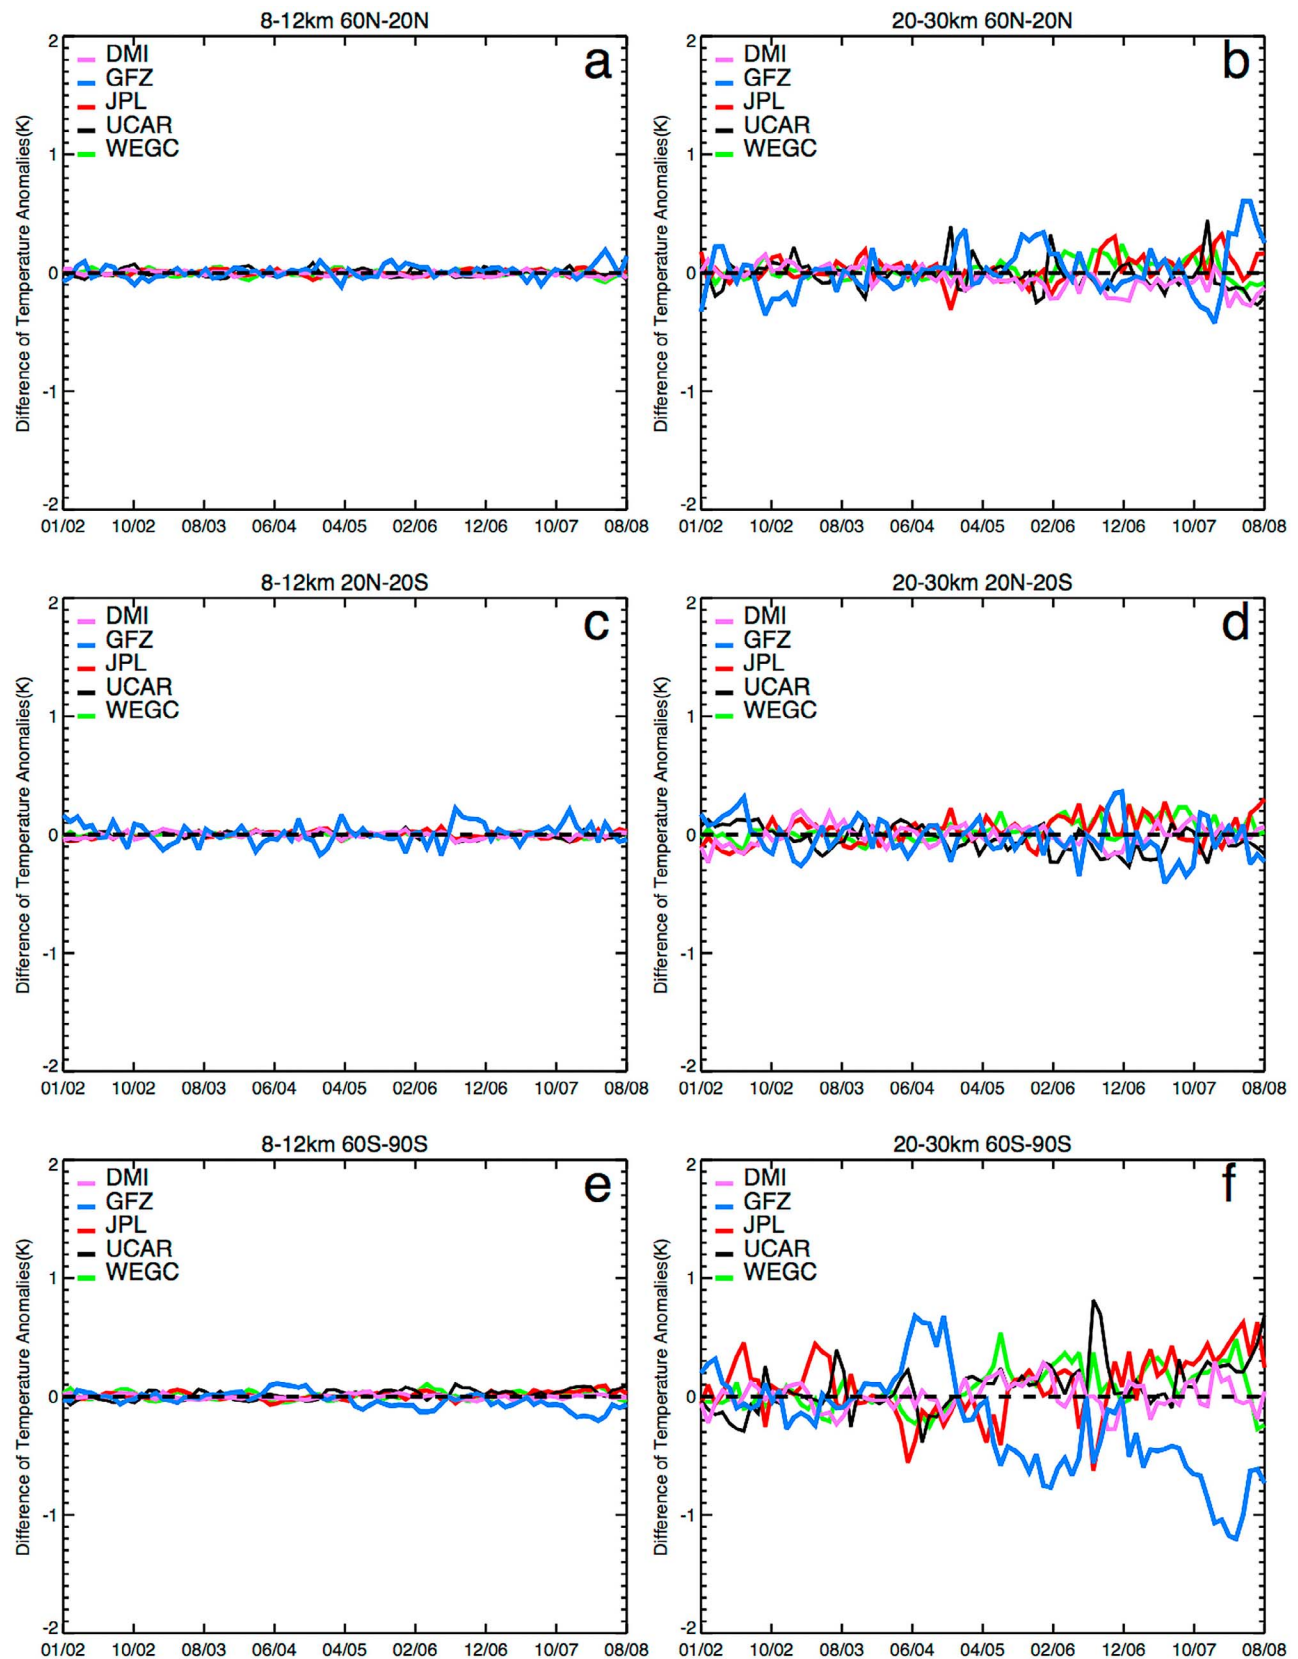 8-12km 60N-20N
a
DMI
GFZ
JPL
UCAR
WEGC
Difference of Temperature Anomalies(K)
2
1
0
-1
-2
01/02 10/02 08/03 06/04 04/05 02/06 12/06 10/07 08/08
20-30km 60N-20N
b
DMI
GFZ
JPL
UCAR
WEGC
Difference of Temperature Anomalies(K)
2
1
0
-1
-2
01/02 10/02 08/03 06/04 04/05 02/06 12/06 10/07 08/08
8-12km 20N-20S
c
DMI
GFZ
JPL
UCAR
WEGC
Difference of Temperature Anomalies(K)
2
1
0
-1
-2
01/02 10/02 08/03 06/04 04/05 02/06 12/06 10/07 08/08
20-30km 20N-20S
d
DMI
GFZ
JPL
UCAR
WEGC
Difference of Temperature Anomalies(K)
2
1
0
-1
-2
01/02 10/02 08/03 06/04 04/05 02/06 12/06 10/07 08/08
8-12km 60S-90S
e
DMI
GFZ
JPL
UCAR
WEGC
Difference of Temperature Anomalies(K)
2
1
0
-1
-2
01/02 10/02 08/03 06/04 04/05 02/06 12/06 10/07 08/08
20-30km 60S-90S
f
DMI
GFZ
JPL
UCAR
WEGC
Difference of Temperature Anomalies(K)
2
1
0
-1
-2
01/02 10/02 08/03 06/04 04/05 02/06 12/06 10/07 08/08